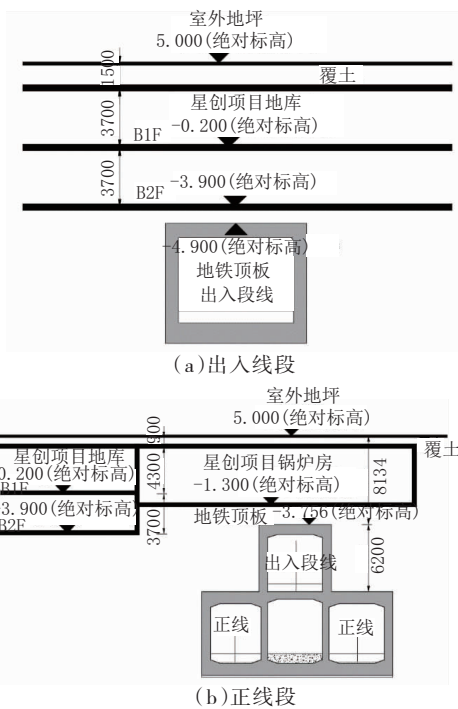 室外地坪
5.000(绝对标高)
1500
覆土
星创项目地库
3700
-0.200(绝对标高)
B1F
3700
-3.900(绝对标高)
B2F
-4.900(绝对标高)
地铁顶板
出入段线
(a)出入线段
室外地坪
5.000(绝对标高)
900
覆土
星创项目地库
0.200(绝对标高)
B1F
4300
星创项目锅炉房
-1.300(绝对标高)
8134
-3.900(绝对标高)
B2F
3700
地铁顶板
-3.756(绝对标高)
出入段线
6200
正线
正线
(b)正线段